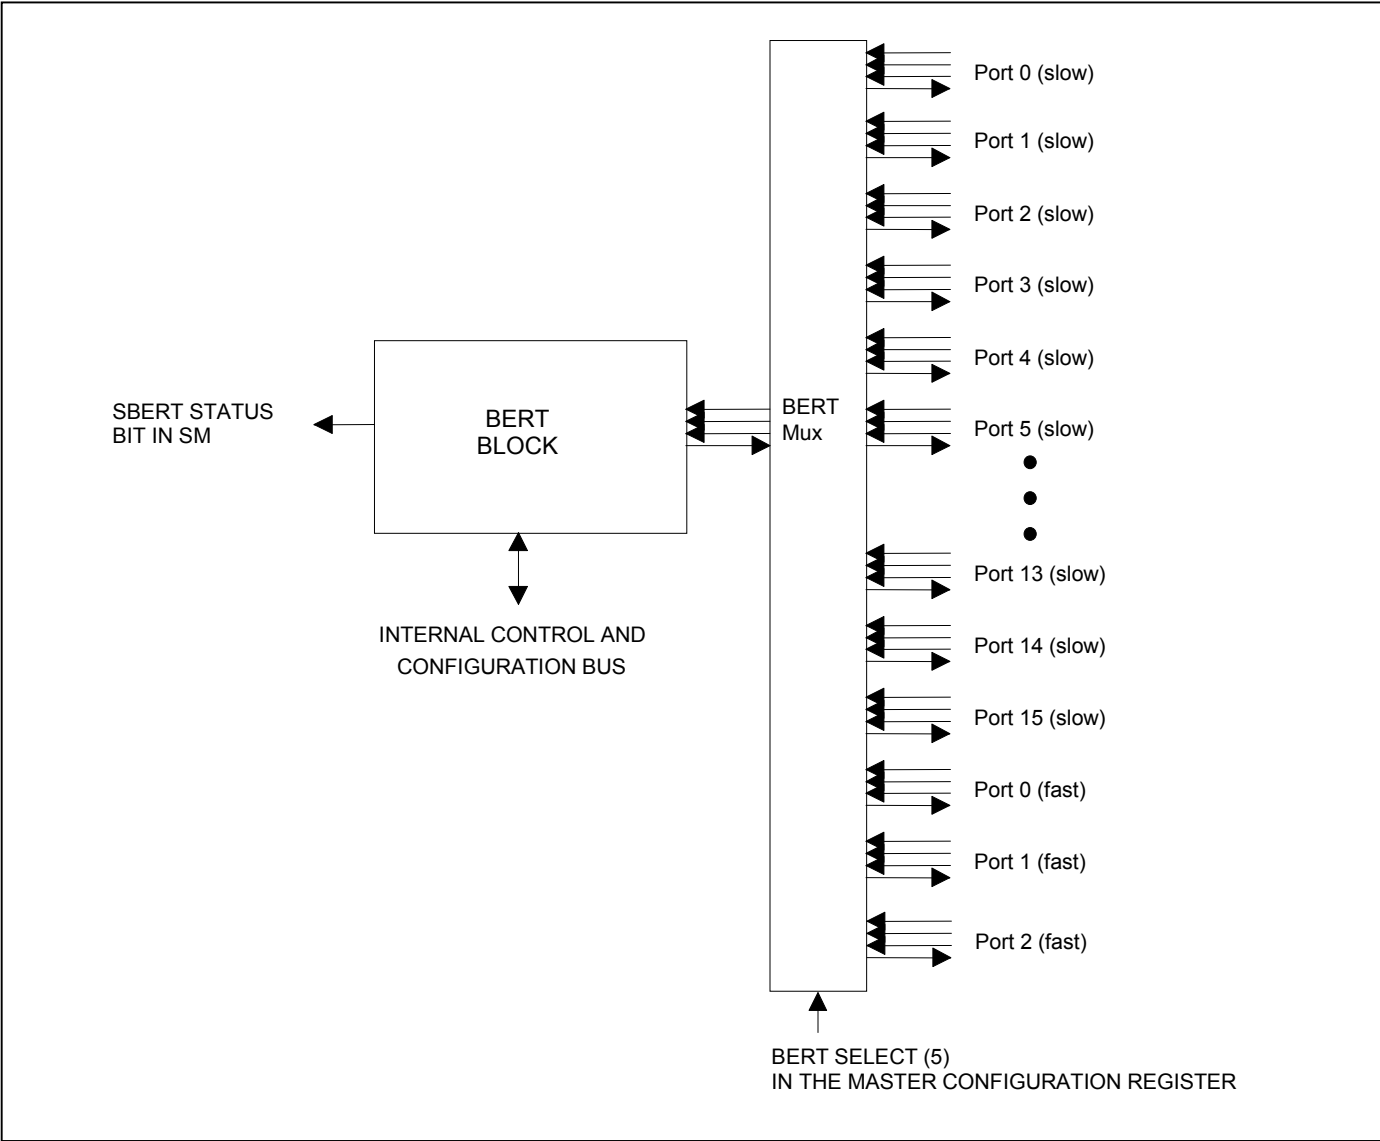 Port 0 (slow)
Port 1 (slow)
Port 2 (slow)
Port 3 (slow)
Port 4 (slow)
SBERT STATUS
BIT IN SM
BERT
BLOCK
BERT
Mux
Port 5 (slow)
Port 13 (slow)
INTERNAL CONTROL AND
CONFIGURATION BUS
Port 14 (slow)
Port 15 (slow)
Port 0 (fast)
Port 1 (fast)
Port 2 (fast)
BERT SELECT (5)
IN THE MASTER CONFIGURATION REGISTER